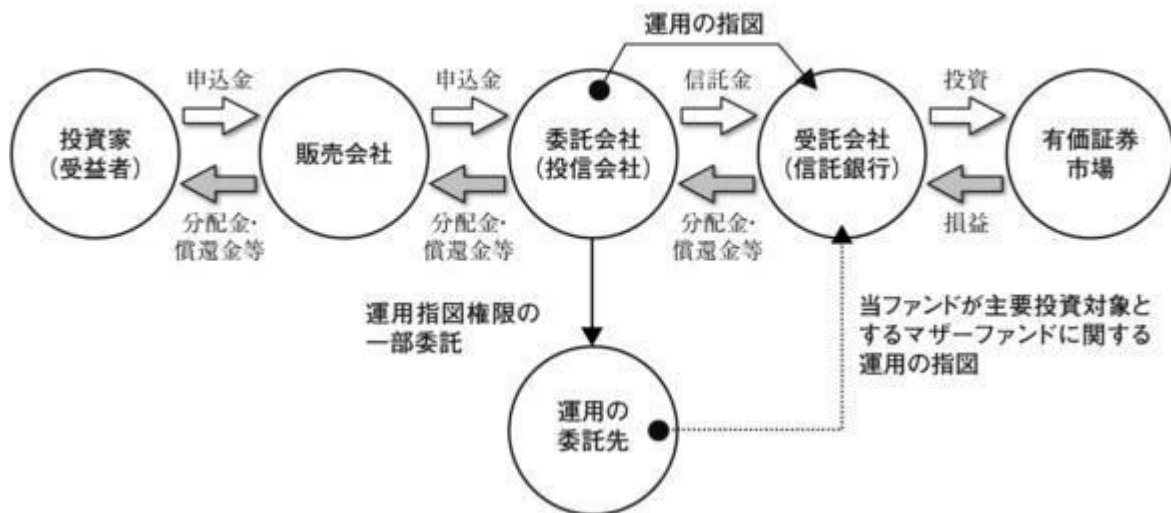 運用の指図
申込金
申込金
信託金
投資
投資家
(受益者)
販売会社
委託会社
(投信会社)
受託会社
(信託銀行)
有価証券
市場
分配金・
償還金等
分配金・
償還金等
分配金・
償還金等
損益
運用指図権限の
一部委託
当ファンドが主要投資対象と
するマザーファンドに関する
運用の指図
運用の
委託先